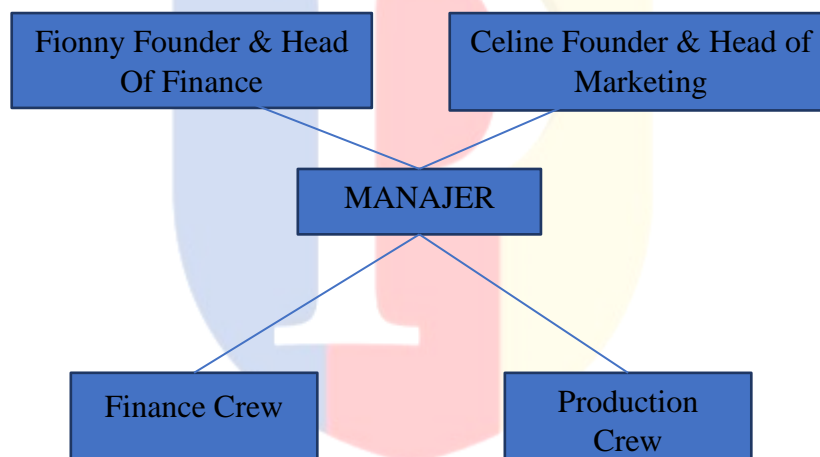 Fionny Founder & Head
Of Finance
Celine Founder & Head of
Marketing
MANAJER
Finance Crew
Production
Crew